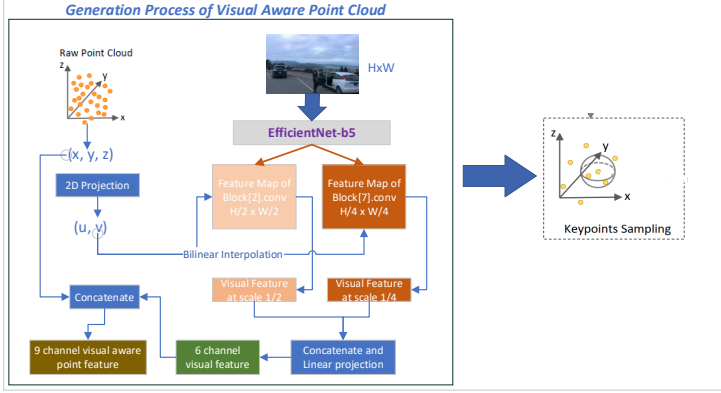 Generation Process of Visual Aware Point Cloud
Raw Point Cloud
z
y
x
HxW
EfficientNet-b5
(x, y, z)
2D Projection
Feature Map of
Block[2].conv
H/2 x W/2
Feature Map of
Block[7].conv
H/4 x W/4
(u, v)
Bilinear Interpolation
Visual Feature
at scale 1/2
Visual Feature
at scale 1/4
Concatenate
9 channel visual aware
point feature
6 channel
visual feature
Concatenate and
Linear projection
z
y
x
Keypoints Sampling